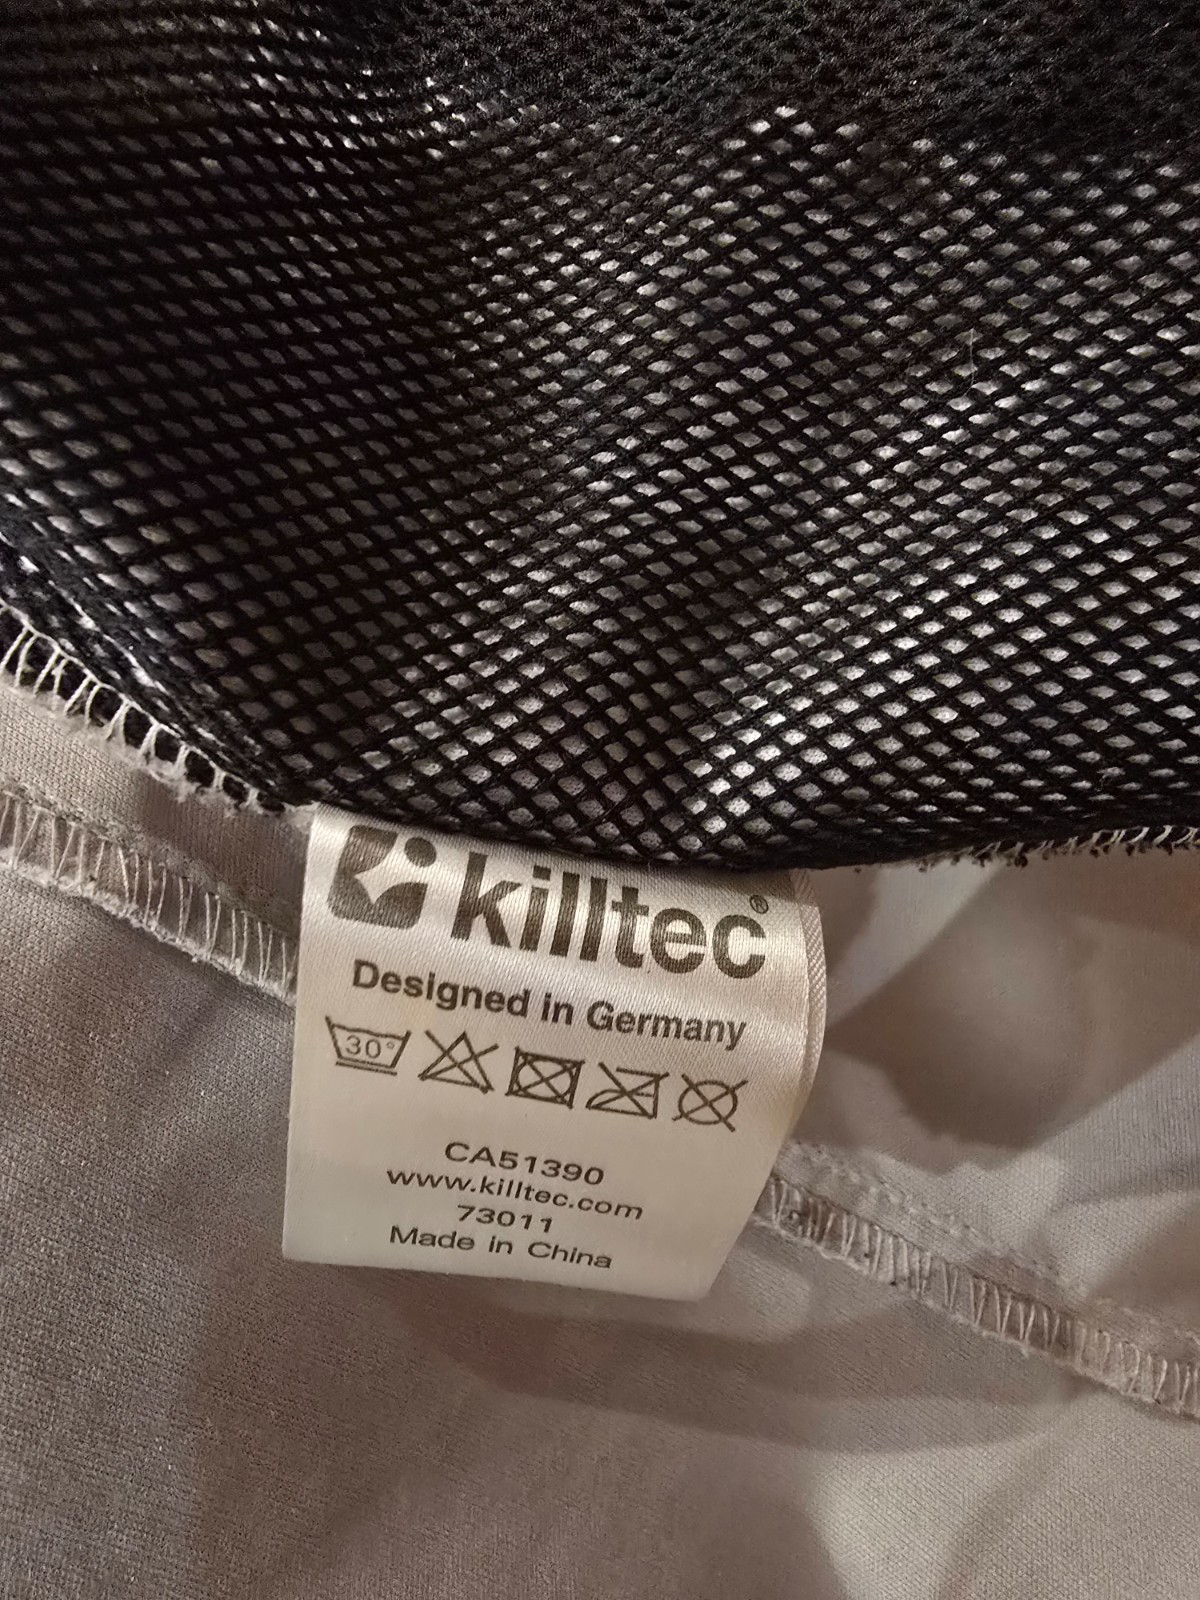 killtec®
Designed in Germany
30°
CA51390
www.killtec.com
73011
Made in China